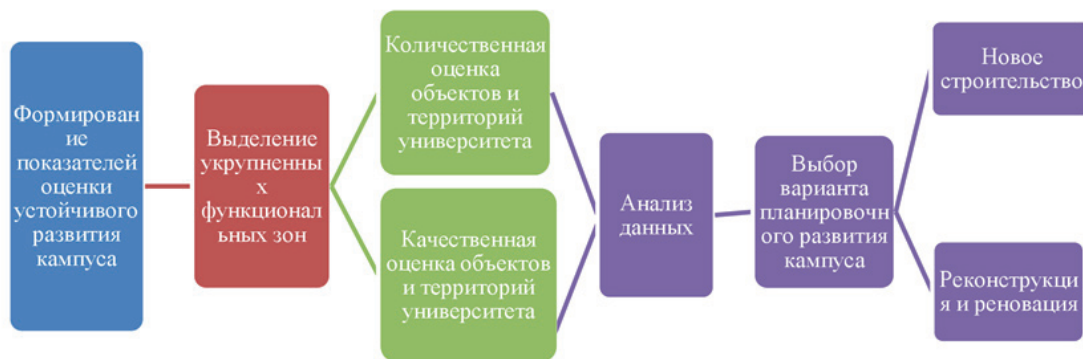 Формирован
ие
показателей
оценки
устойчивого
развития
кампуса
Выделение
укрупненны
х
функционал
ьных зон
Количественная
оценка
объектов и
территорий
университета
Качественная
оценка объектов
и территорий
университета
Анализ
данных
Выбор
варианта
планировочн
ого развития
кампуса
Новое
строительство
Реконструкци
я и реновация